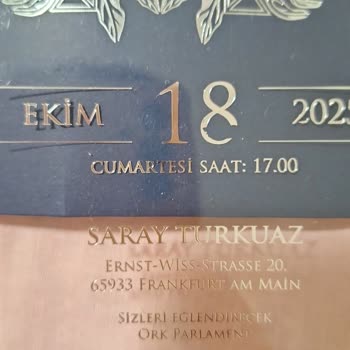 EKİM 18 2025
CUMARTESİ SAAT: 17.00
SARAY TURKUAZ
ERNST-WISS-STRASSE 20,
65933 FRANKFURT AM MAIN
SİZLERİ EĞLENDİRECEK
ORK PARLAMENT